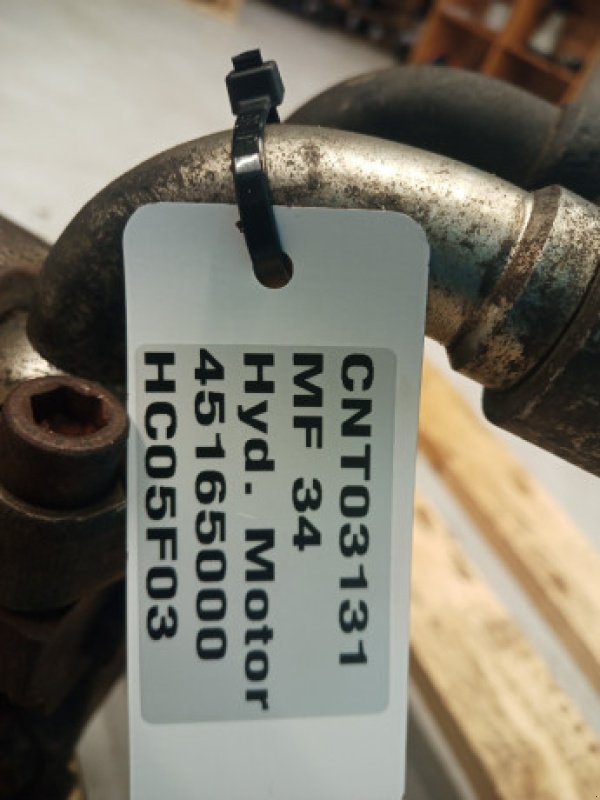 CNT03131
MF 34
Hyd. Motor
45165000
HC05F03